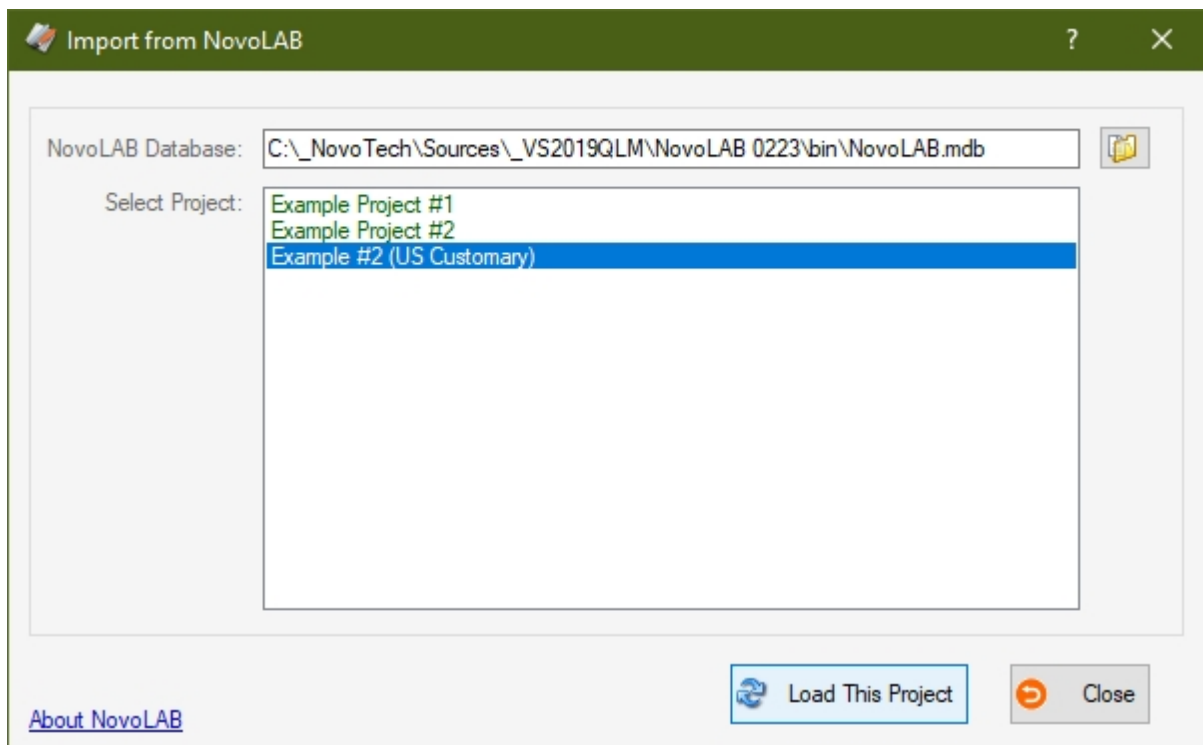 Import from NovoLAB
?
NovoLAB Database:
C:\_NovoTech\Sources\_VS2019QLM\NovoLAB 0223\bin\NovoLAB.mdb
Select Project:
Example Project #1
Example Project #2
Example #2 (US Customary)
Load This Project
Close
About NovoLAB